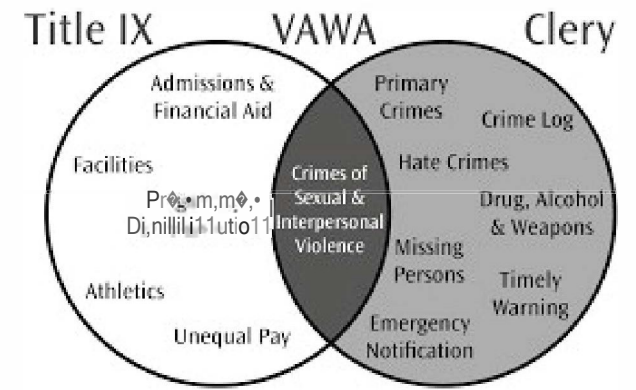 Title IX
VAWA
Clery
Admissions &
Financial Aid
Facilities
Athletics
Unequal Pay
Crimes of
Sexual &
Interpersonal
Violence
Primary
Crimes
Crime Log
Hate Crimes
Drug, Alcohol
& Weapons
Missing
Persons
Timely
Warning
Emergency
Notification